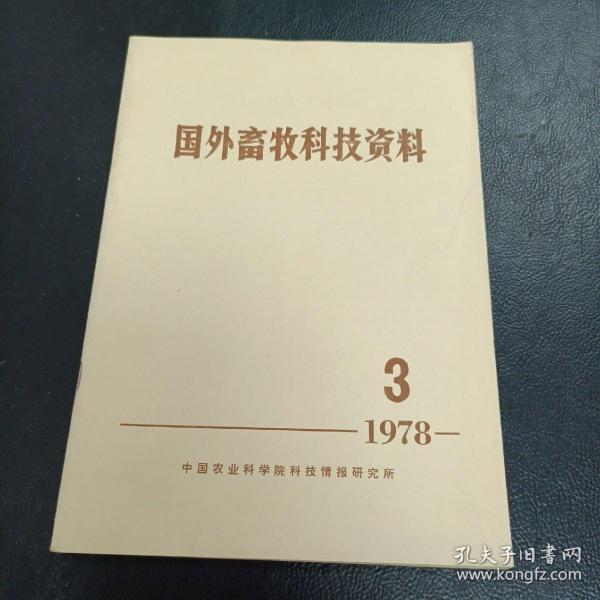 国外畜牧科技资料
3
1978
中国农业科学院科技情报研究所
孔夫子旧书网
www.kongfz.com